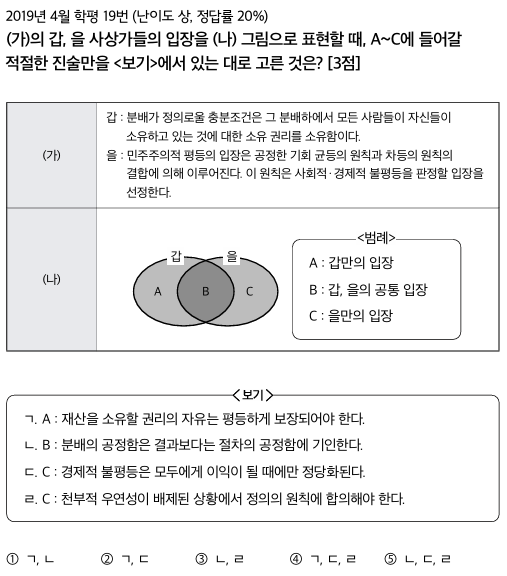 2019년 4월 학평 19번 (난이도 상, 정답률 20%)
(가)의 갑, 을 사상가들의 입장을 (나) 그림으로 표현할 때, A~C에 들어갈
적절한 진술만을 <보기>에서 있는 대로 고른 것은? [3점]
(가)
갑 : 분배가 정의로울 충분조건은 그 분배하에서 모든 사람들이 자신들이
소유하고 있는 것에 대한 소유 권리를 소유함이다.
을 : 민주주의적 평등의 입장은 공정한 기회 균등의 원칙과 차등의 원칙의
결합에 의해 이루어진다. 이 원칙은 사회적·경제적 불평등을 판정할 입장을
선정한다.
(나)
갑 을
A B C
<범례>
A : 갑만의 입장
B : 갑, 을의 공통 입장
C : 을만의 입장
<보기>
ㄱ. A : 재산을 소유할 권리의 자유는 평등하게 보장되어야 한다.
ㄴ. B : 분배의 공정함은 결과보다는 절차의 공정함에 기인한다.
ㄷ. C : 경제적 불평등은 모두에게 이익이 될 때에만 정당화된다.
ㄹ. C : 천부적 우연성이 배제된 상황에서 정의의 원칙에 합의해야 한다.
① ㄱ, ㄴ ② ㄱ, ㄷ ③ ㄴ, ㄹ ④ ㄱ, ㄷ, ㄹ ⑤ ㄴ, ㄷ, ㄹ